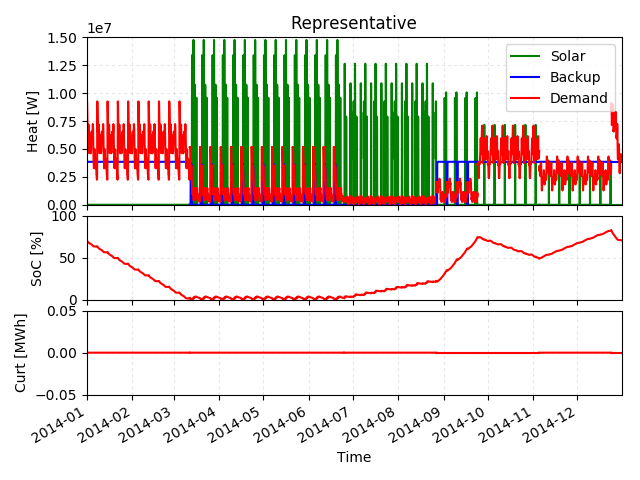 Representative
1e7
1.50
1.25
1.00
0.75
0.50
0.25
0.00
Heat [W]
Solar
Backup
Demand
100
50
0
SoC [%]
0.05
0.00
−0.05
Curt [MWh]
2014-01
2014-02
2014-03
2014-04
2014-05
2014-06
2014-07
2014-08
2014-09
2014-10
2014-11
2014-12
Time